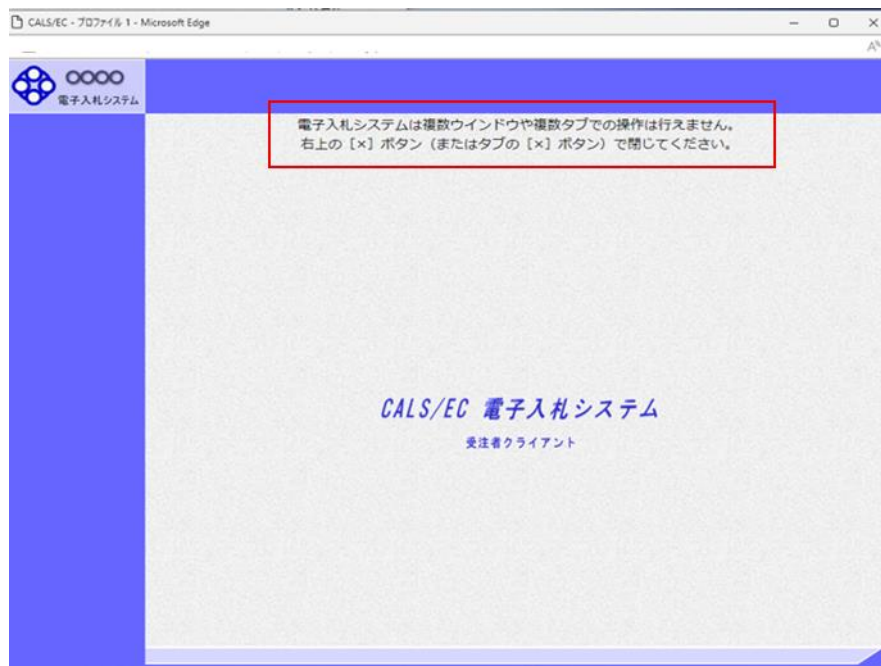 CALS/EC - プロファイル 1 - Microsoft Edge
○○○○
電子入札システム
電子入札システムは複数ウインドウや複数タブでの操作は行えません。
右上の［×］ボタン（またはタブの［×］ボタン）で閉じてください。
CALS/EC 電子入札システム
受注者クライアント